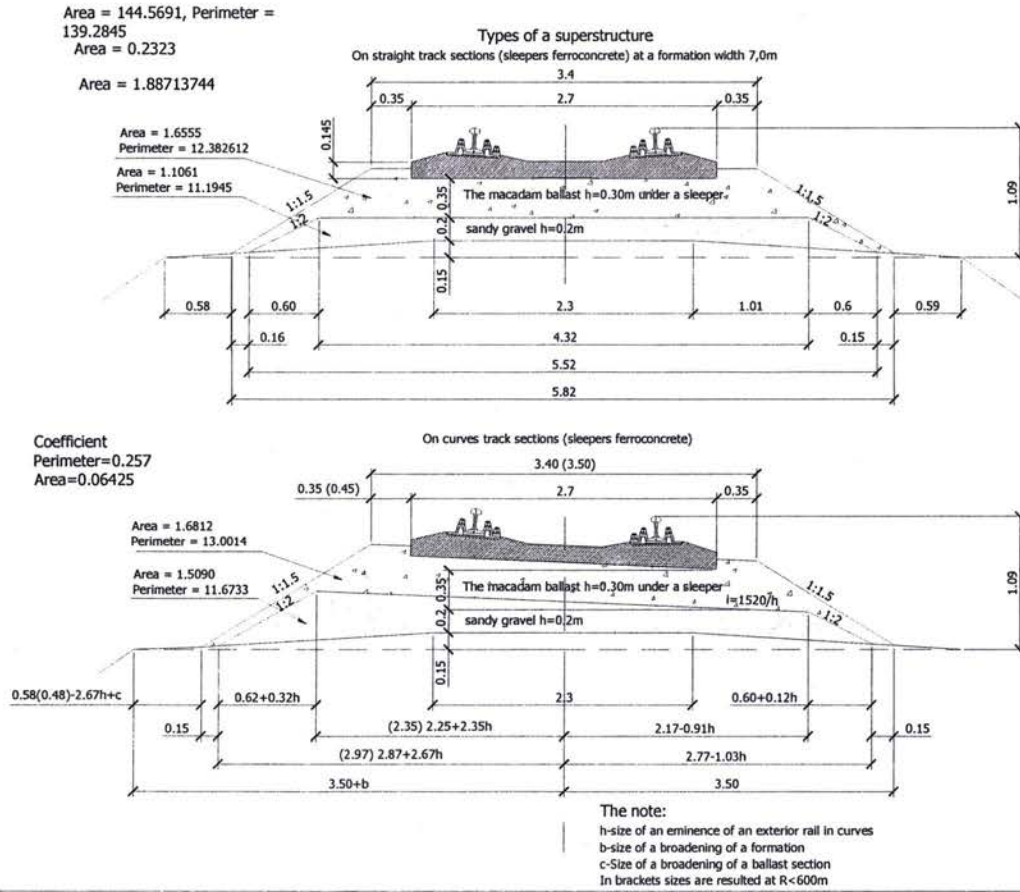 Area = 144.5691, Perimeter =
139.2845
Area = 0.2323
Area = 1.88713744
Types of a superstructure
On straight track sections (sleepers ferroconcrete) at a formation width 7,0m
3.4
0.35
2.7
0.35
0.145
1.09
Area = 1.6555
Perimeter = 12.382612
Area = 1.1061
Perimeter = 11.1945
1:1.5
1:2
0.35
The macadam ballast h=0.30m under a sleeper
1:1.5
1:2
0.2
sandy gravel h=0.2m
0.15
0.58
0.60
2.3
1.01
0.6
0.59
0.16
4.32
0.15
5.52
5.82
Coefficient
Perimeter=0.257
Area=0.06425
On curves track sections (sleepers ferroconcrete)
3.40 (3.50)
0.35 (0.45)
2.7
0.35
1.09
Area = 1.6812
Perimeter = 13.0014
Area = 1.5090
Perimeter = 11.6733
1:1.5
1:2
0.35
The macadam ballast h=0.30m under a sleeper
i=1520/h
1:1.5
1:2
0.2
sandy gravel h=0.2m
0.15
0.58(0.48)-2.67h+c
0.62+0.32h
2.3
0.60+0.12h
0.15
(2.35) 2.25+2.35h
2.17-0.91h
0.15
(2.97) 2.87+2.67h
2.77-1.03h
3.50+b
3.50
The note:
h-size of an eminence of an exterior rail in curves
b-size of a broadening of a formation
c-Size of a broadening of a ballast section
In brackets sizes are resulted at R<600m